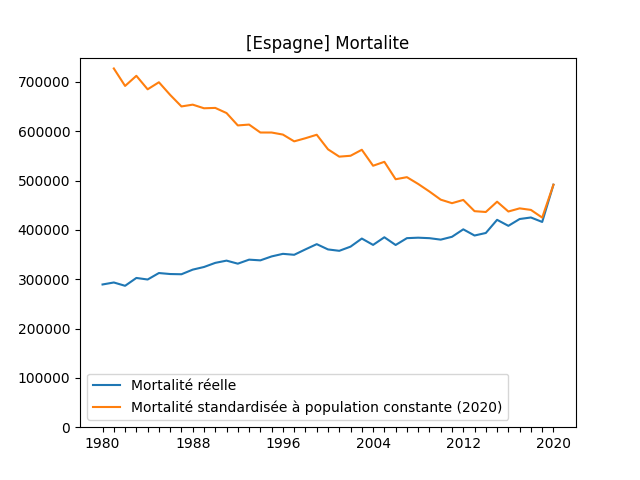 [Espagne] Mortalite
700000
600000
500000
400000
300000
200000
100000
0
Mortalité réelle
Mortalité standardisée à population constante (2020)
1980 1988 1996 2004 2012 2020